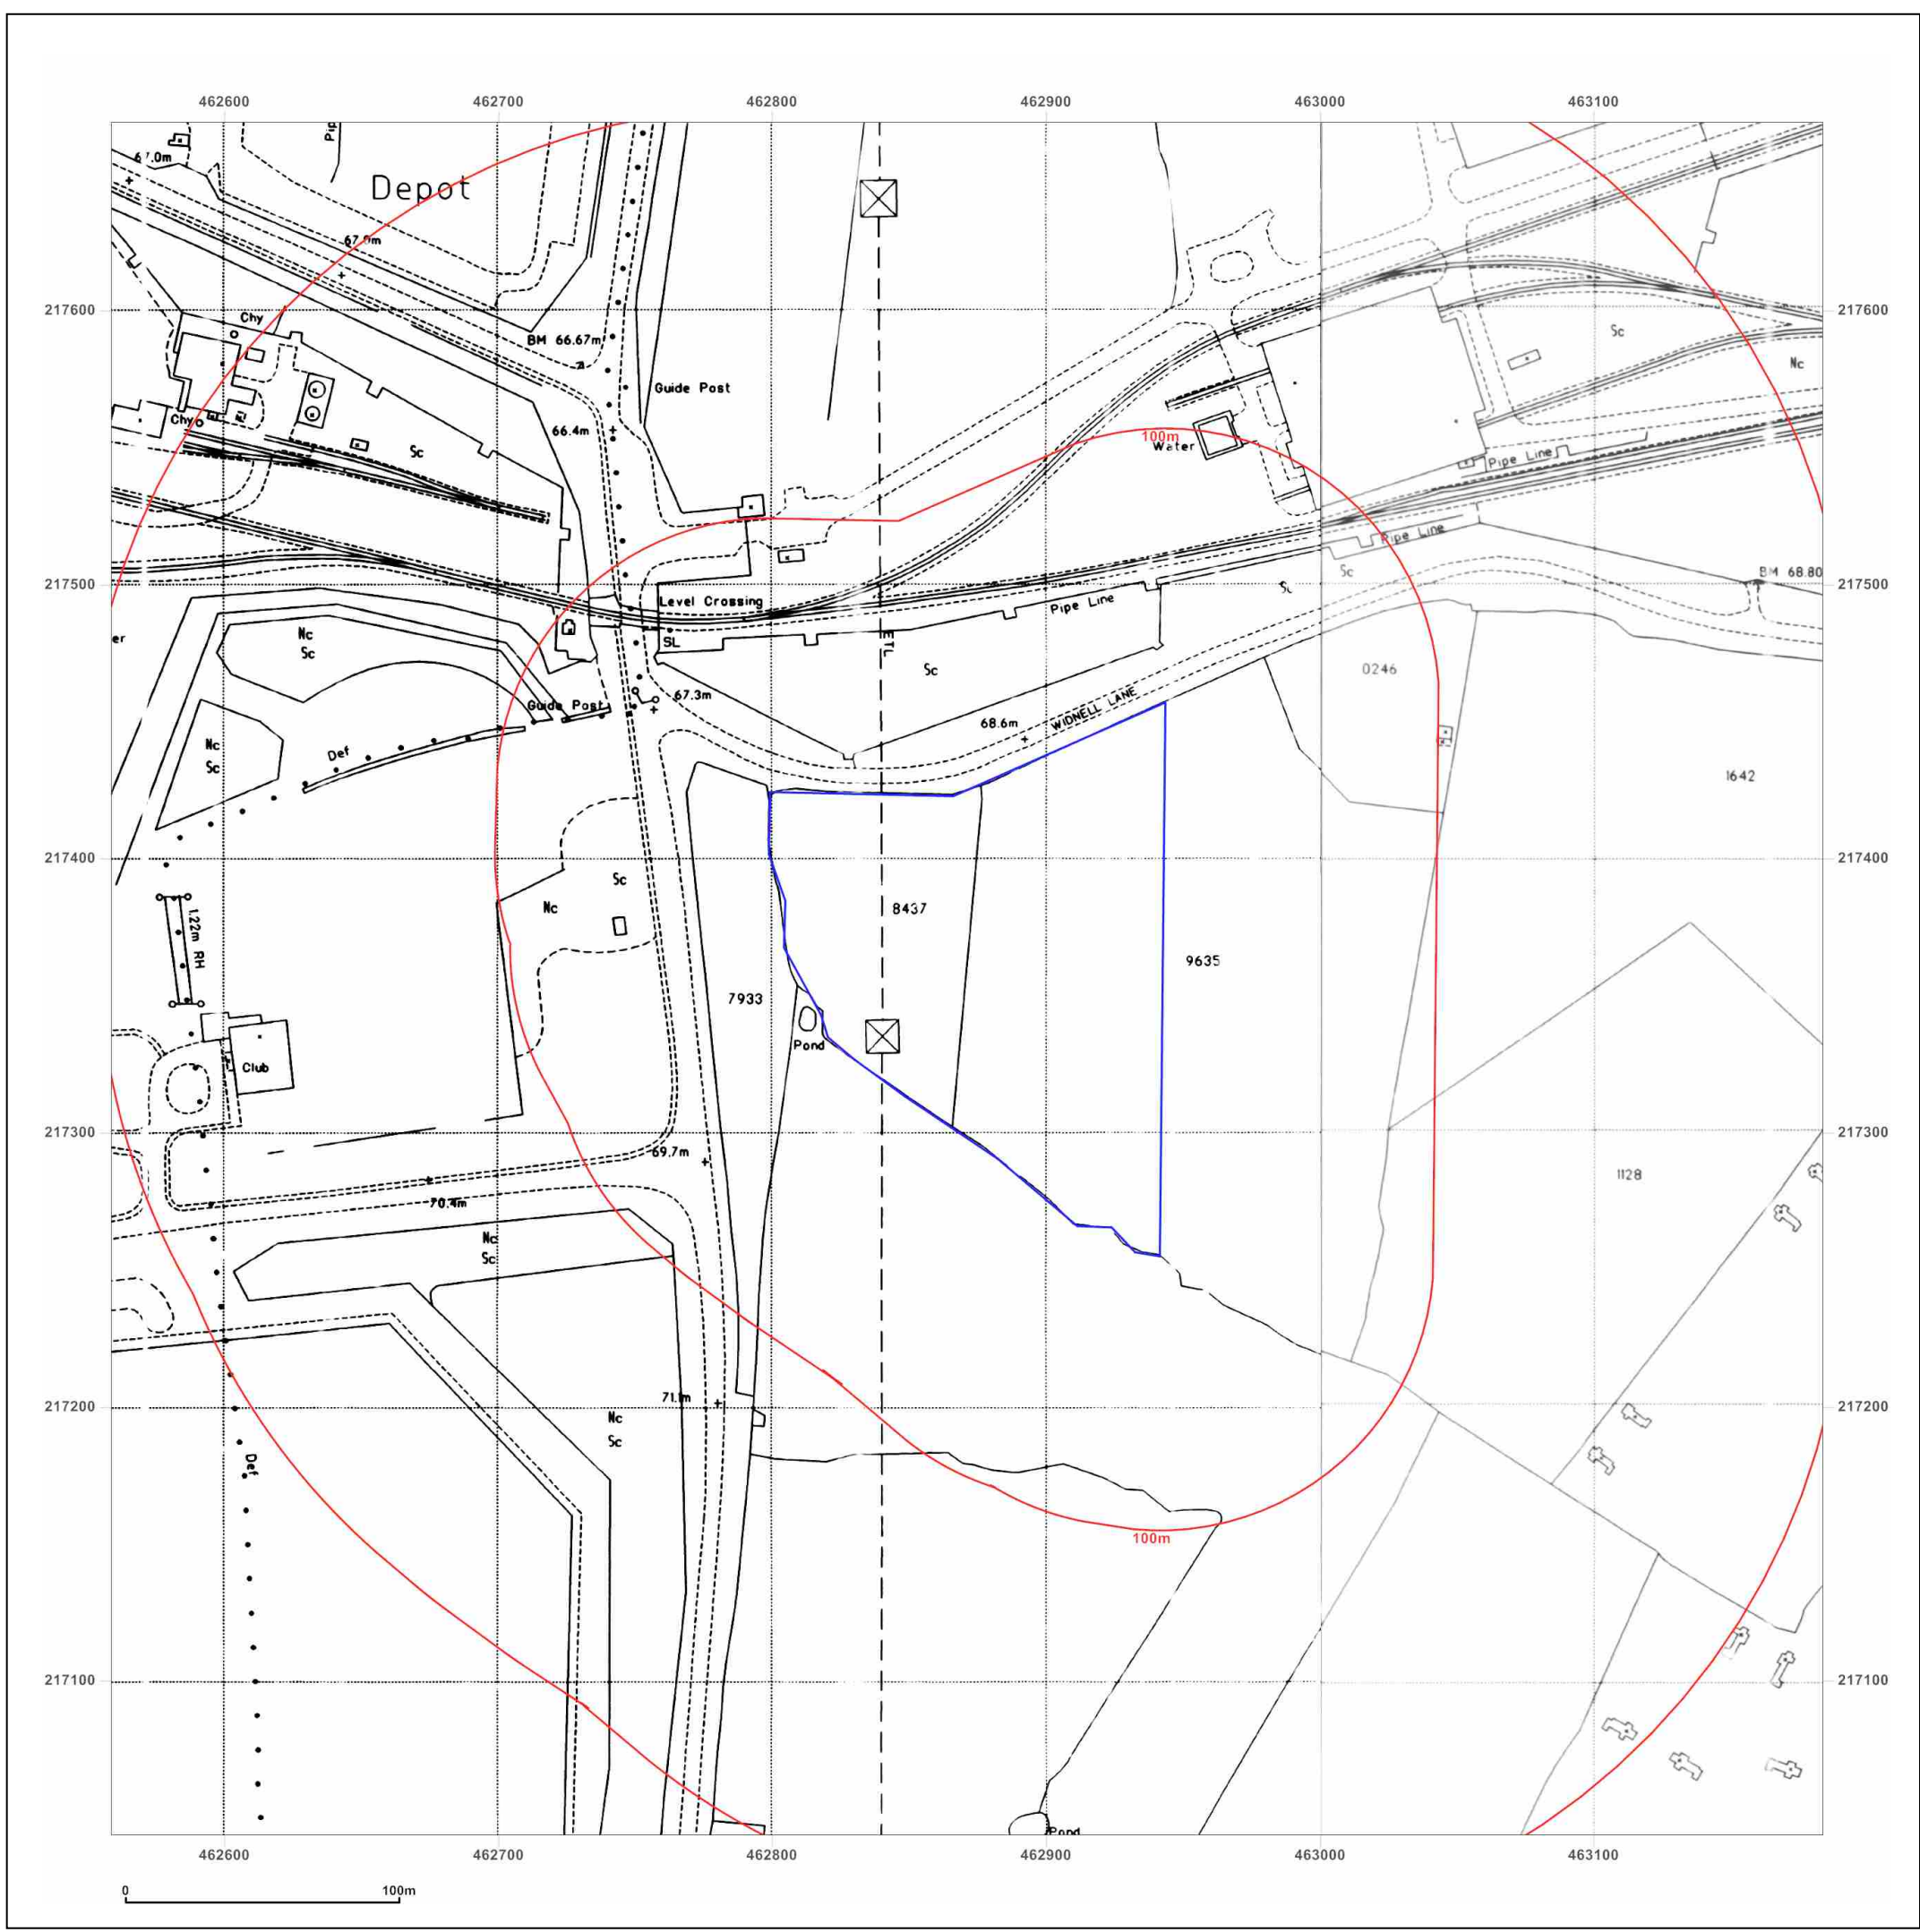 462600 462700 462800 462900 463000 463100
Pip
67.0m
Depot
67.0m
217600 217600
Chy
Sc
BM 66.67m
Nc
Guide Post
Chy
66.4m
100m
Water
Sc
Pipe Line
Pipe Line
Sc
BM 68.80
217500 217500
Sc
Level Crossing
Pipe Line
Nc
er
SL
ETL
Sc
Sc
0246
67.3m
WIDNELL LANE
Guide Post
68.6m
Nc
Def
Sc
1642
217400 217400
Sc
Nc
8437
1.22m RH
9635
7933
Pond
Club
217300 217300
69.7m
1128
70.4m
Nc
Sc
71.1m
217200 217200
Nc
Sc
Def
100m
217100 217100
Pond
462600 462700 462800 462900 463000 463100
0 100m